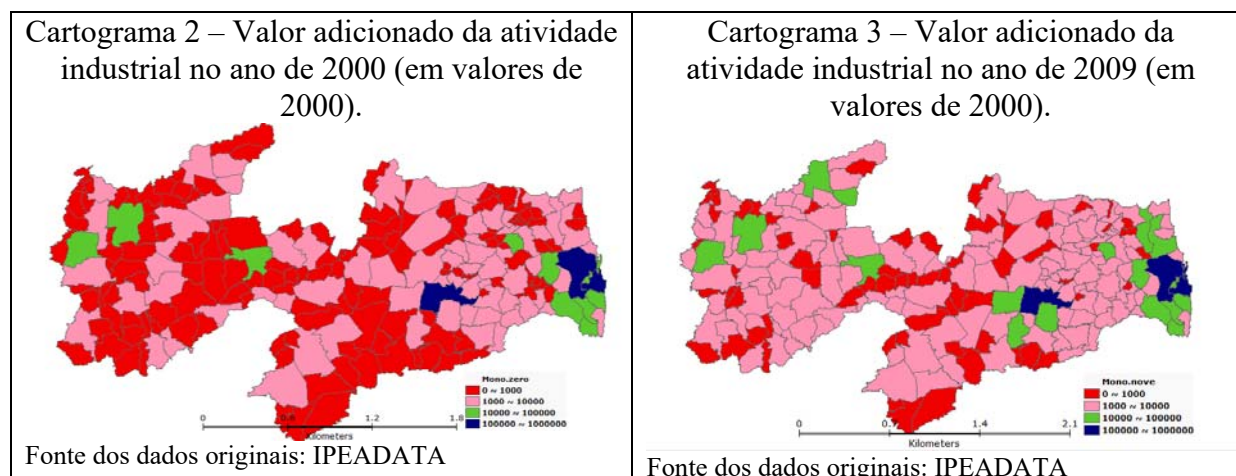 Cartograma 2 – Valor adicionado da atividade
industrial no ano de 2000 (em valores de
2000).
Mono.zero
0 ~ 1000
1000 ~ 10000
10000 ~ 100000
100000 ~ 1000000
0 0.6 1.2 1.8
Kilometers
Fonte dos dados originais: IPEADATA
Cartograma 3 – Valor adicionado da
atividade industrial no ano de 2009 (em
valores de 2000).
Mono.nove
0 ~ 1000
1000 ~ 10000
10000 ~ 100000
100000 ~ 1000000
0 0.7 1.4 2.1
Kilometers
Fonte dos dados originais: IPEADATA